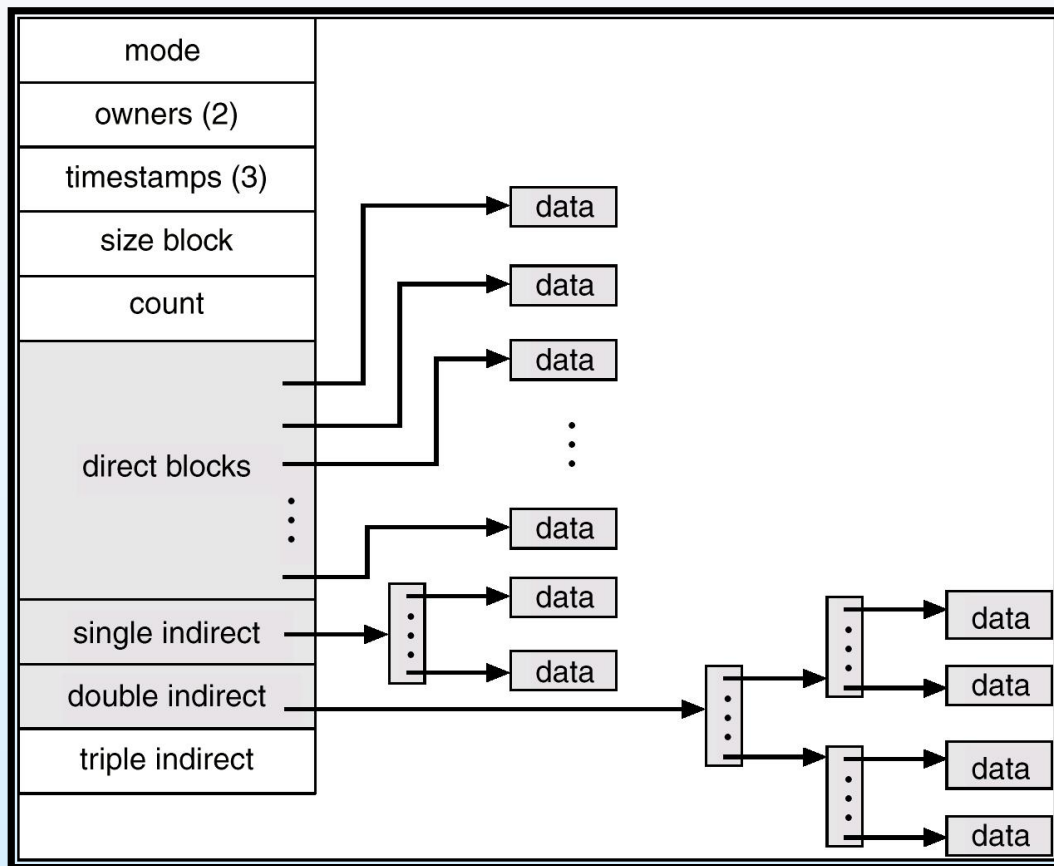 mode
owners (2)
timestamps (3)
size block
count
direct blocks
single indirect
double indirect
triple indirect
data
data
data
data
data
data
data
data
data
data